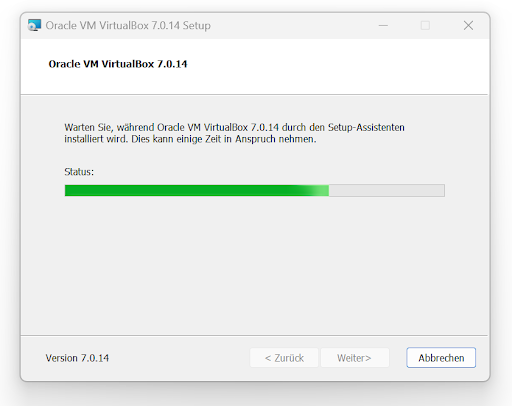 Oracle VM VirtualBox 7.0.14 Setup
Oracle VM VirtualBox 7.0.14
Warten Sie, während Oracle VM VirtualBox 7.0.14 durch den Setup-Assistenten
installiert wird. Dies kann einige Zeit in Anspruch nehmen.
Status:
Version 7.0.14
< Zurück
Weiter>
Abbrechen